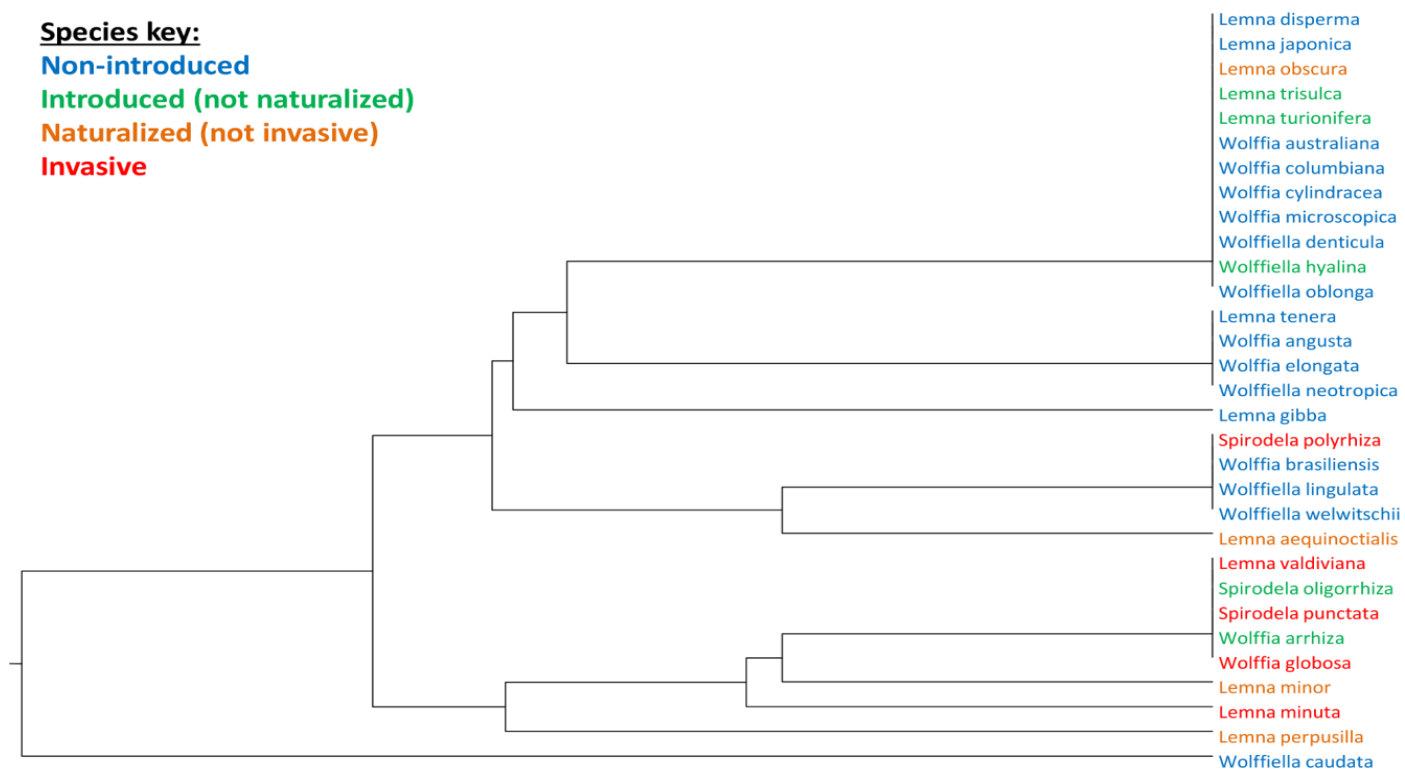 Species key:
Non-introduced
Introduced (not naturalized)
Naturalized (not invasive)
Invasive
Lemna disperma
Lemna japonica
Lemna obscura
Lemna trisulca
Lemna turionifera
Wolffia australiana
Wolffia columbiana
Wolffia cylindracea
Wolffia microscopica
Wolffiella denticula
Wolffiella hyalina
Wolffiella oblonga
Lemna tenera
Wolffia angusta
Wolffia elongata
Wolffiella neotropica
Lemna gibba
Spirodela polyrhiza
Wolffia brasiliensis
Wolffiella lingulata
Wolffiella welwitschii
Lemna aequinoctialis
Lemna valdiviana
Spirodela oligorrhiza
Spirodela punctata
Wolffia arrhiza
Wolffia globosa
Lemna minor
Lemna minuta
Lemna perpusilla
Wolffiella caudata